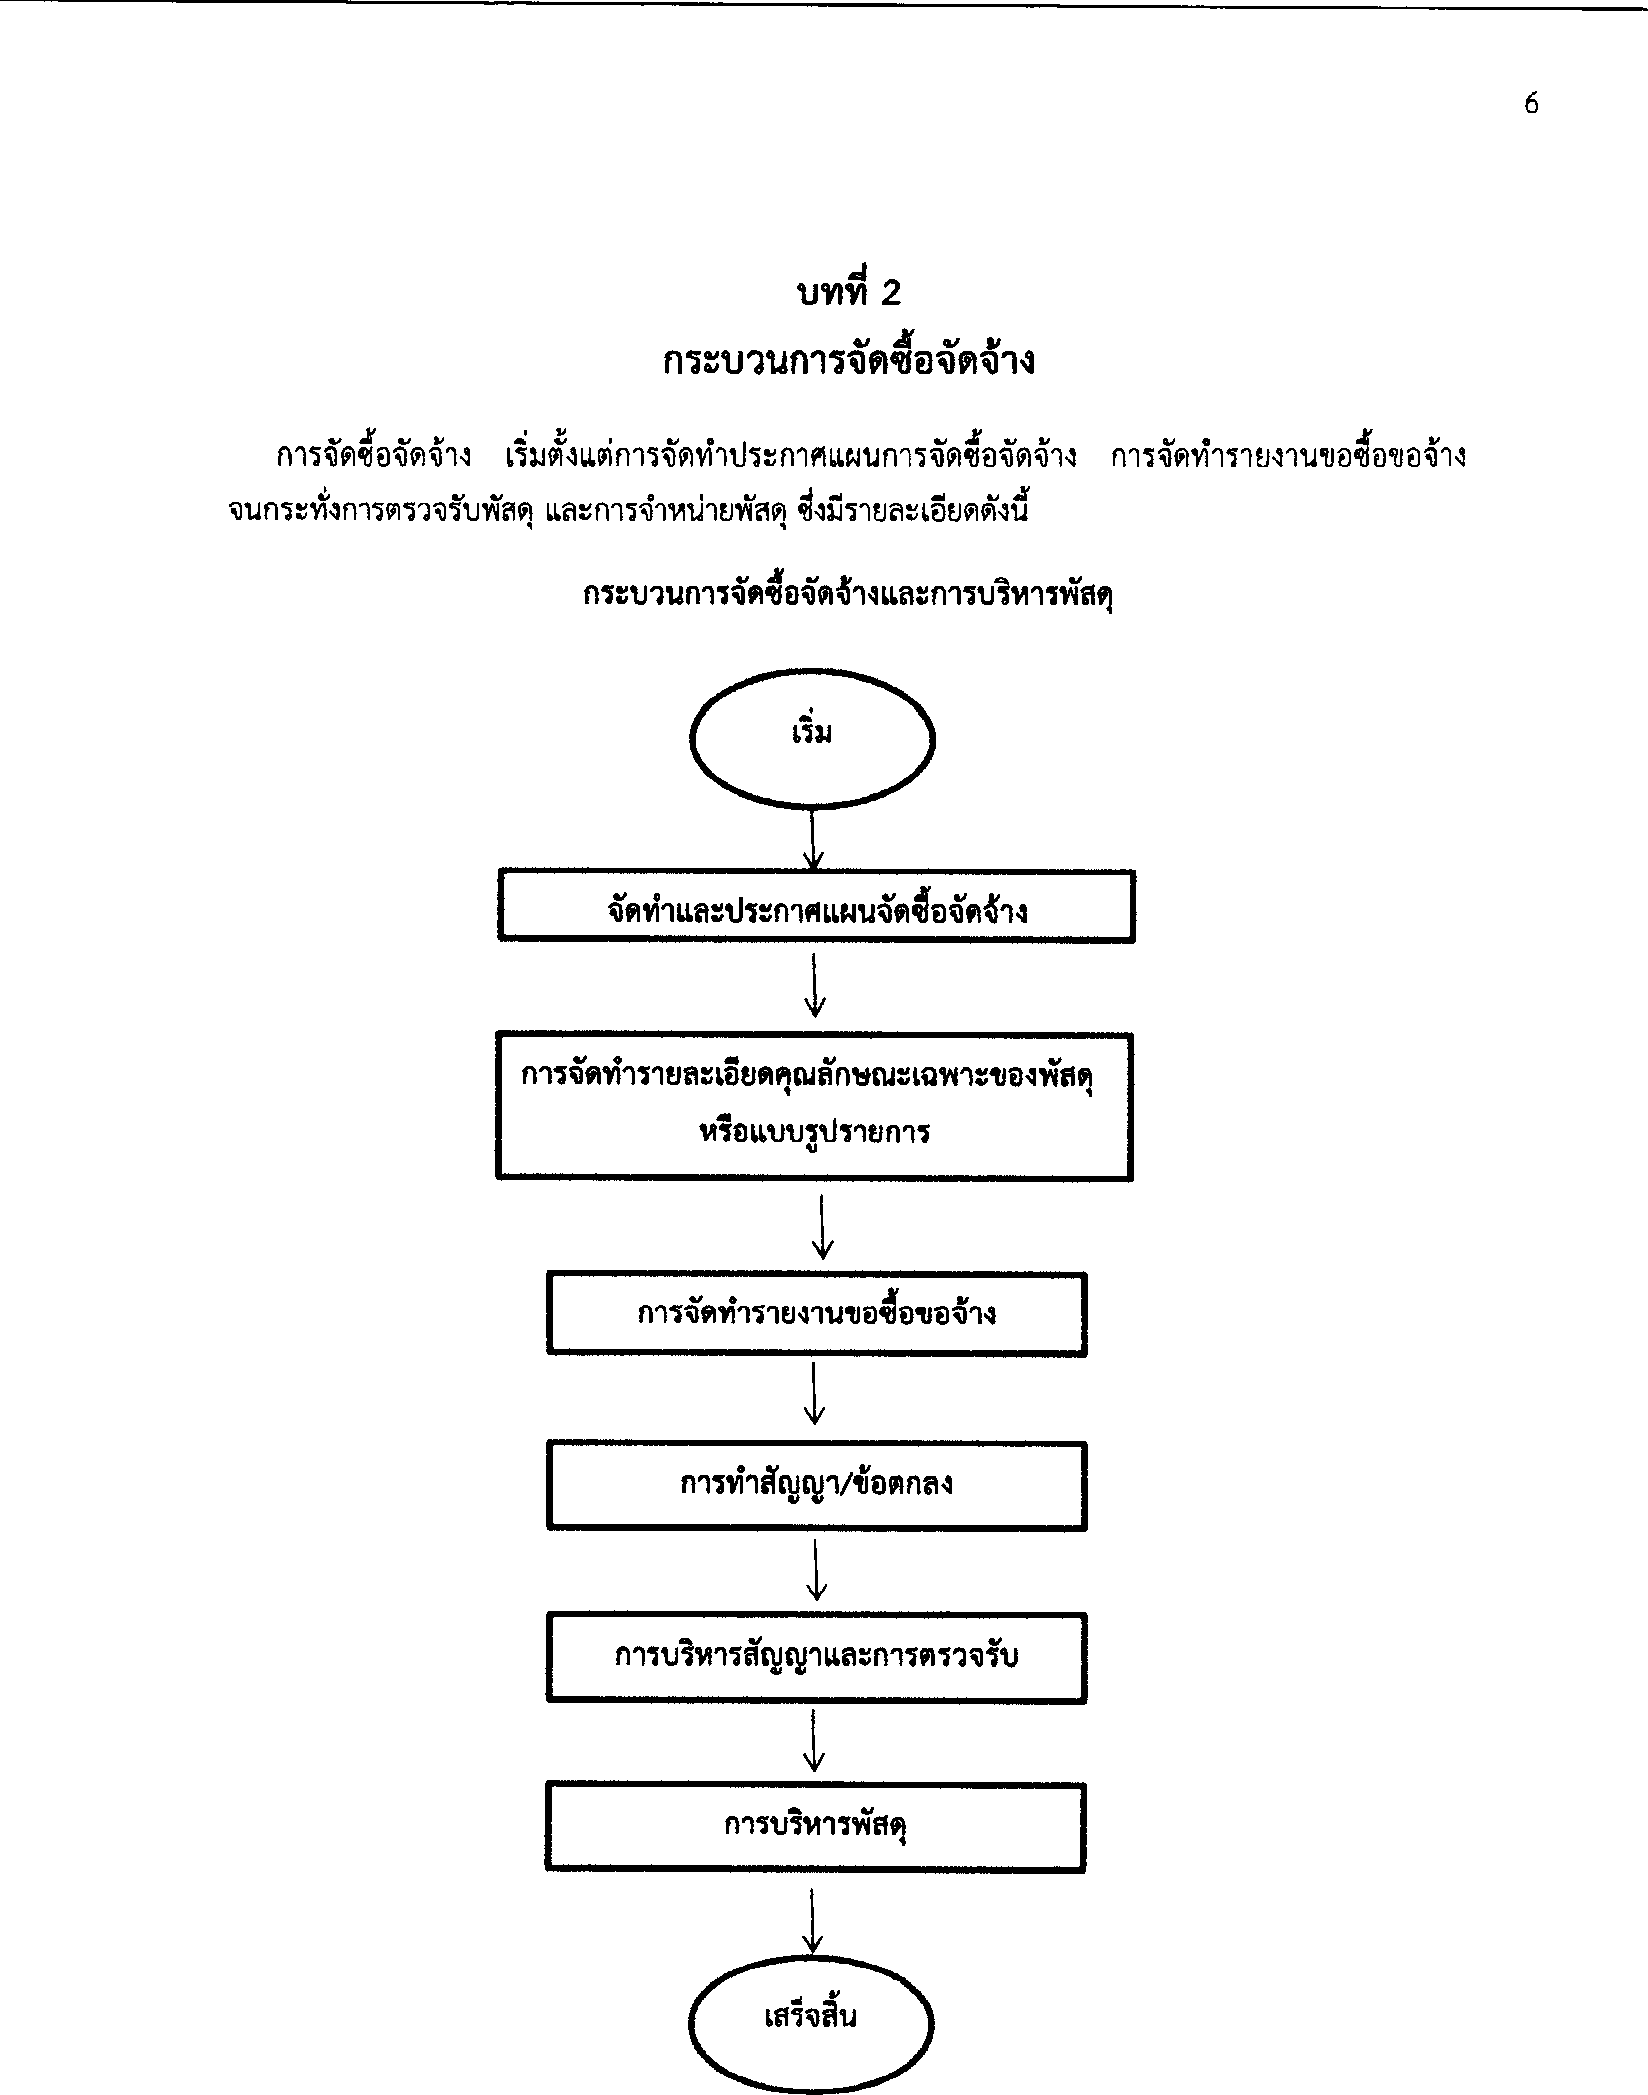 6
บทที่ 2
กระบวนการจัดซื้อจัดจ้าง
การจัดซื้อจัดจ้าง เริ่มตั้งแต่การจัดทำประกาศแผนการจัดซื้อจัดจ้าง การจัดทำรายงานขอซื้อขอจ้าง
จนกระทั่งการตรวจรับพัสดุ และการจำหน่ายพัสดุ ซึ่งมีรายละเอียดดังนี้
กระบวนการจัดซื้อจัดจ้างและการบริหารพัสดุ
เริ่ม
จัดทำและประกาศแผนจัดซื้อจัดจ้าง
การจัดทำรายละเอียดคุณลักษณะเฉพาะของพัสดุ
หรือแบบรูปรายการ
การจัดทำรายงานขอซื้อขอจ้าง
การทำสัญญา/ข้อตกลง
การบริหารสัญญาและการตรวจรับ
การบริหารพัสดุ
เสร็จสิ้น